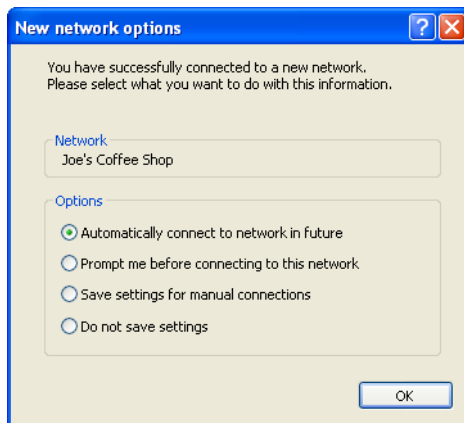 New network options
?
You have successfully connected to a new network.
Please select what you want to do with this information.
Network
Joe's Coffee Shop
Options
Automatically connect to network in future
Prompt me before connecting to this network
Save settings for manual connections
Do not save settings
OK